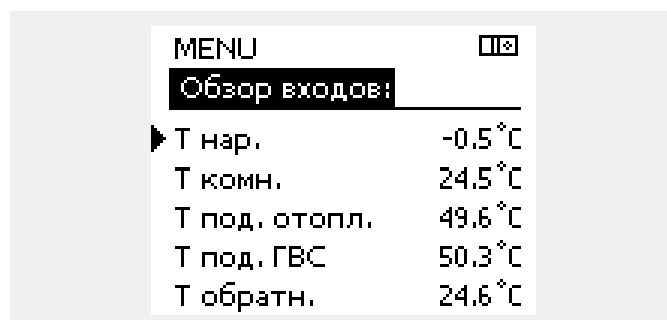 MENU
Обзор входов:
Т нар. -0.5°C
Т комн. 24.5°C
Т под. отопл. 49.6°C
Т под. ГВС 50.3°C
Т обратн. 24.6°C